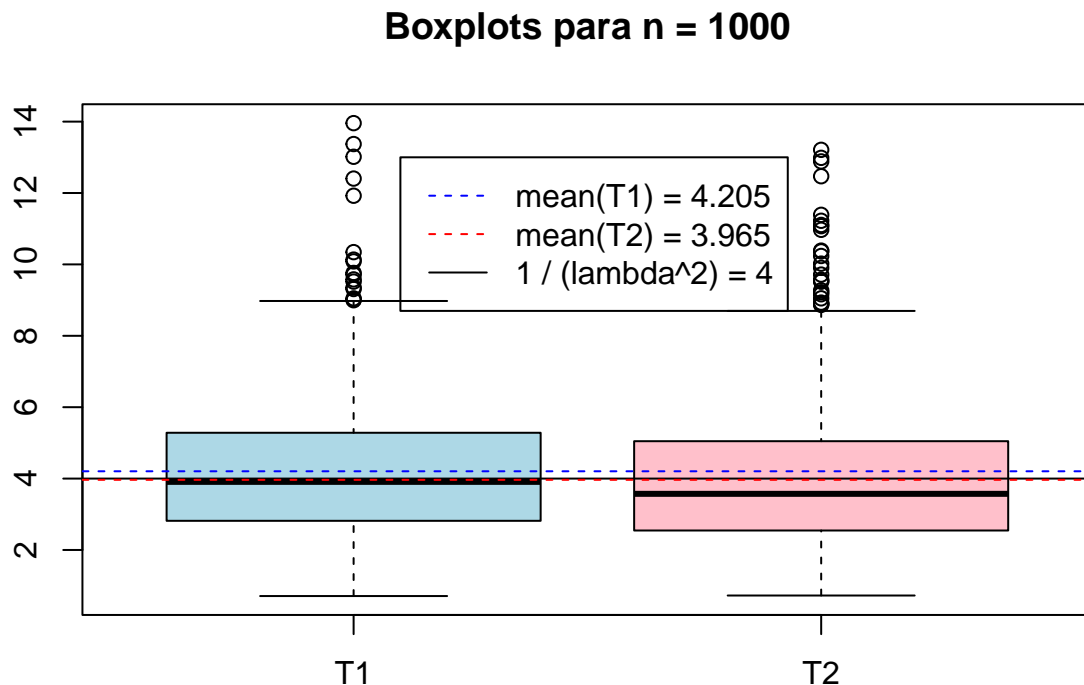 Boxplots para n = 1000
14
12
10
8
6
4
2
mean(T1) = 4.205
mean(T2) = 3.965
1 / (lambda^2) = 4
T1
T2